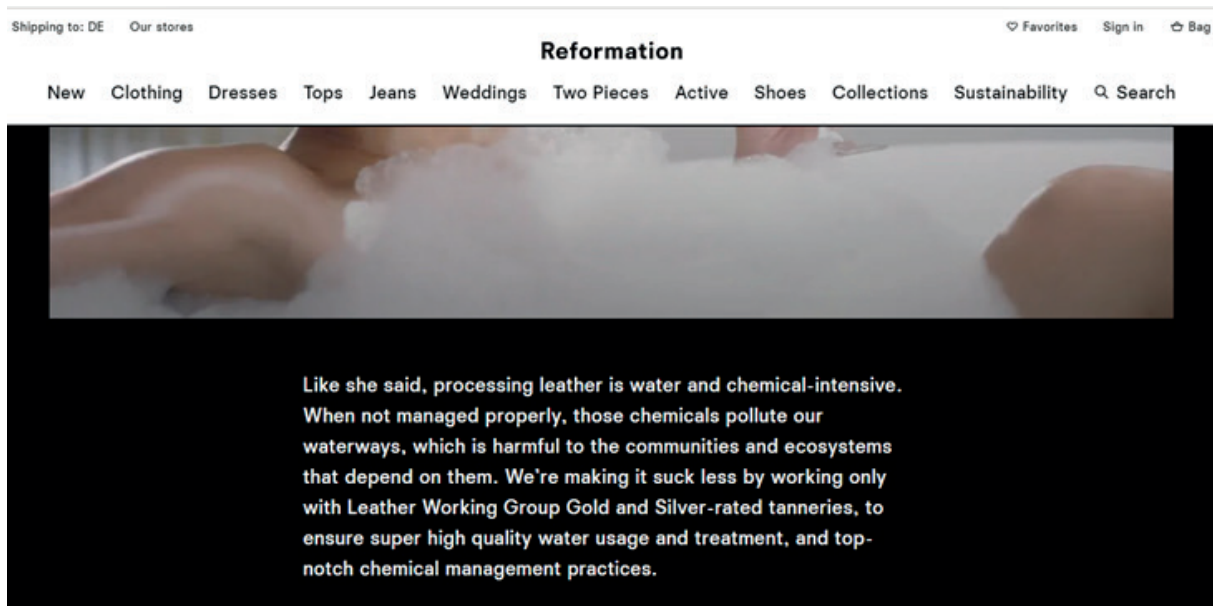 Shipping to: DE Our stores Favorites Sign in Bag
Reformation
New Clothing Dresses Tops Jeans Weddings Two Pieces Active Shoes Collections Sustainability Search
Like she said, processing leather is water and chemical-intensive.
When not managed properly, those chemicals pollute our
waterways, which is harmful to the communities and ecosystems
that depend on them. We're making it suck less by working only
with Leather Working Group Gold and Silver-rated tanneries, to
ensure super high quality water usage and treatment, and top-
notch chemical management practices.